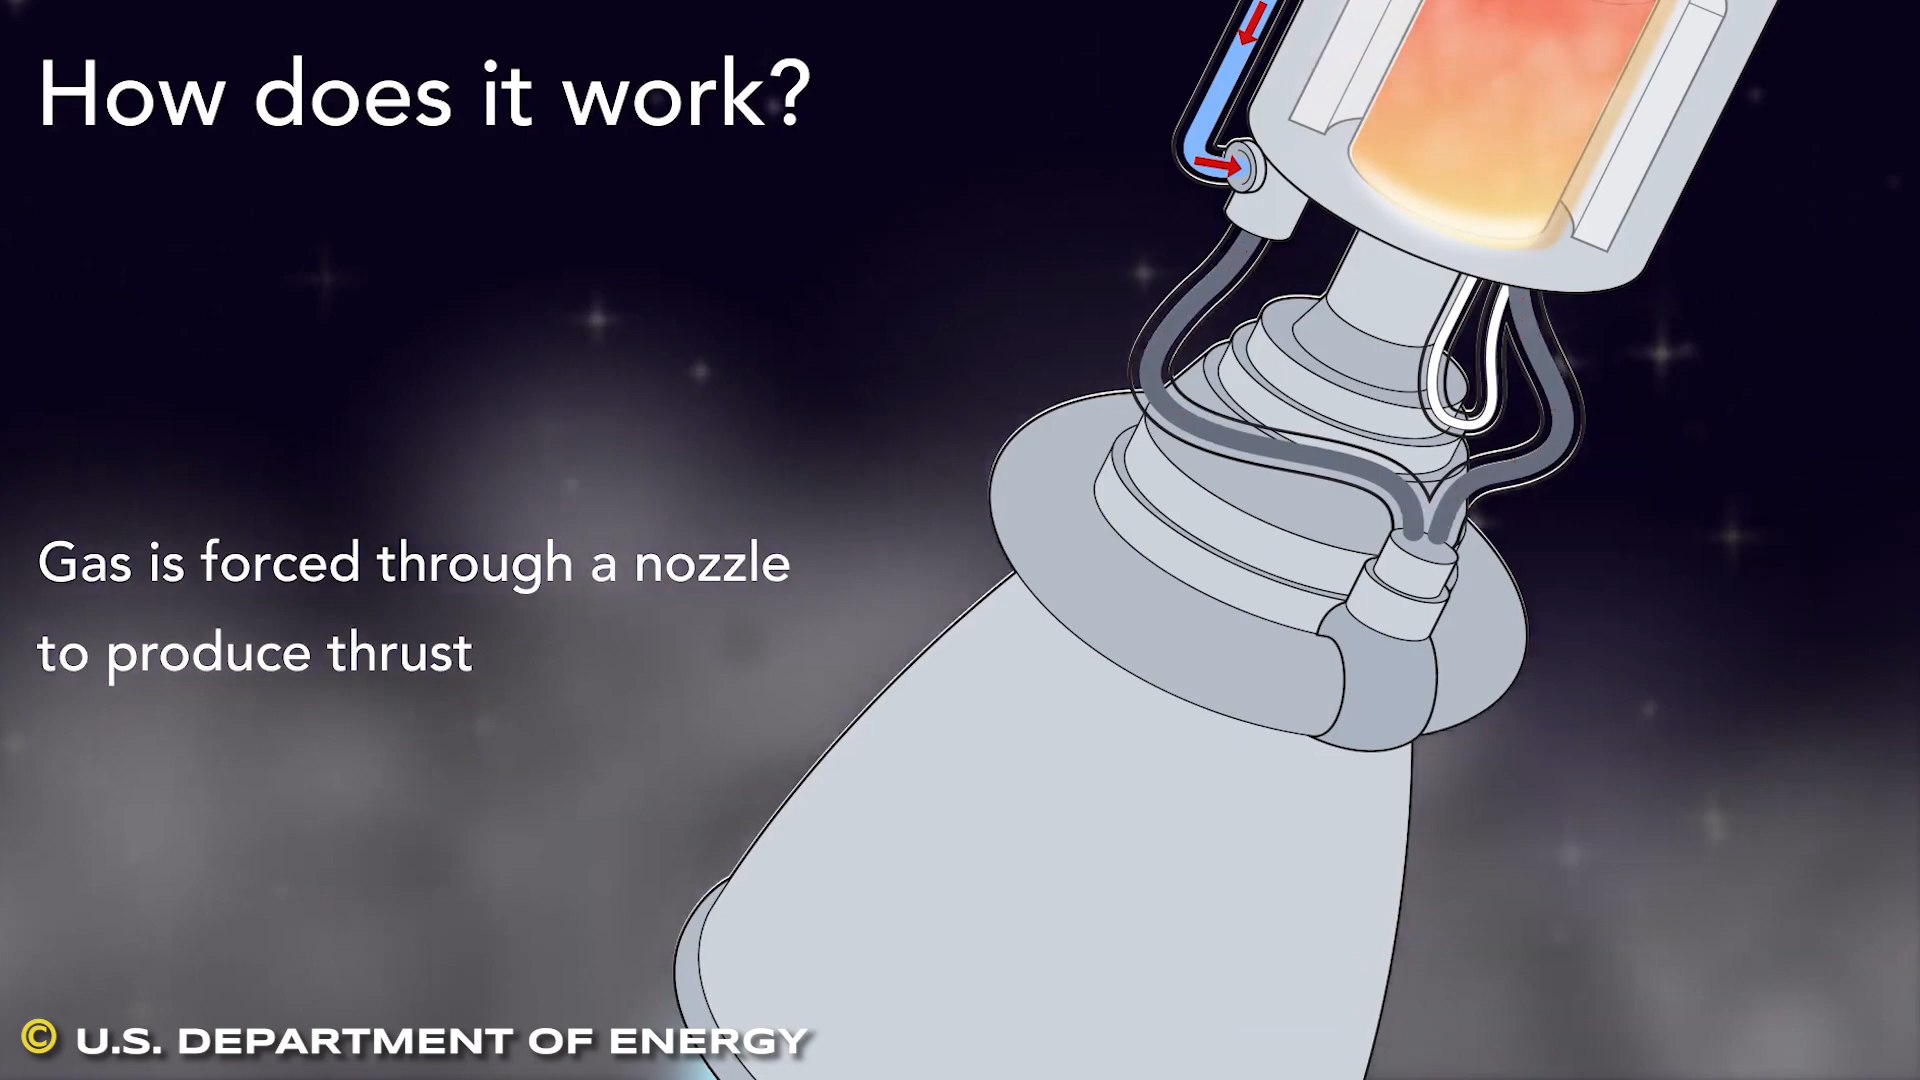 How does it work?
Gas is forced through a nozzle
to produce thrust
© U.S. DEPARTMENT OF ENERGY